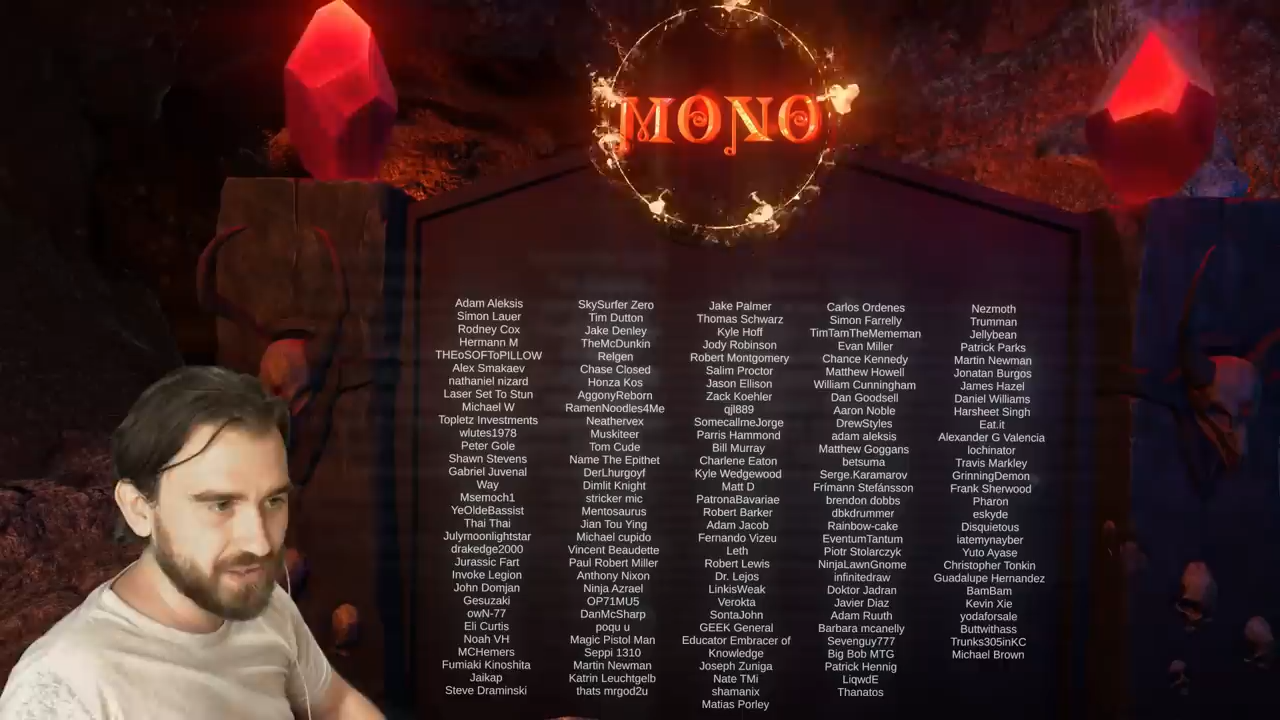 MONO
Adam Aleksis
Simon Lauer
Rodney Cox
Hermann M
THEoSOFToPILLOW
Alex Smakaev
nathaniel nizard
Laser Set To Stun
Michael W
Topletz Investments
wlutes1978
Peter Gole
Shawn Stevens
Gabriel Juvenal
Way
Msemoch1
YeOldeBassist
Thai Thai
Julymoonlightstar
drakedge2000
Jurassic Fart
Invoke Legion
John Domjan
Gesuzaki
owN-77
Eli Curtis
Noah VH
MCHemers
Fumiaki Kinoshita
Jaikap
Steve Draminski
SkySurfer Zero
Tim Dutton
Jake Denley
TheMcDunkin
Relgen
Chase Closed
Honza Kos
AggonyReborn
RamenNoodles4Me
Neathervex
Muskiteer
Tom Cude
Name The Epithet
DerLhurgoyf
Dimlit Knight
stricker mic
Mentosaurus
Jian Tou Ying
Michael cupido
Vincent Beaudette
Paul Robert Miller
Anthony Nixon
Ninja Azrael
OP71MU5
DanMcSharp
poqu u
Magic Pistol Man
Seppi 1310
Martin Newman
Katrin Leuchtgelb
thats mrgod2u
Jake Palmer
Thomas Schwarz
Kyle Hoff
Jody Robinson
Robert Montgomery
Salim Proctor
Jason Ellison
Zack Koehler
qjl889
SomecallmeJorge
Parris Hammond
Bill Murray
Charlene Eaton
Kyle Wedgewood
Matt D
PatronaBavariae
Robert Barker
Adam Jacob
Fernando Vizeu
Leth
Robert Lewis
Dr. Lejos
LinkisWeak
Verokta
SontaJohn
GEEK General
Educator Embracer of
Knowledge
Joseph Zuniga
Nate TMi
shamanix
Matias Porley
Carlos Ordenes
Simon Farrelly
TimTamTheMememan
Evan Miller
Chance Kennedy
Matthew Howell
William Cunningham
Dan Goodsell
Aaron Noble
DrewStyles
adam aleksis
Matthew Goggans
betsuma
Serge.Karamarov
Frímann Stefánsson
brendon dobbs
dbkdrummer
Rainbow-cake
EventumTantum
Piotr Stolarczyk
NinjaLawnGnome
infinitedraw
Doktor Jadran
Javier Diaz
Adam Ruuth
Barbara mcanelly
Sevenguy777
Big Bob MTG
Patrick Hennig
LiqwdE
Thanatos
Nezmoth
Trumman
Jellybean
Patrick Parks
Martin Newman
Jonatan Burgos
James Hazel
Daniel Williams
Harsheet Singh
Eat.it
Alexander G Valencia
lochinator
Travis Markley
GrinningDemon
Frank Sherwood
Pharon
eskyde
Disquietous
iatemynayber
Yuto Ayase
Christopher Tonkin
Guadalupe Hernandez
BamBam
Kevin Xie
yodaforsale
Buttwithass
Trunks305inKC
Michael Brown